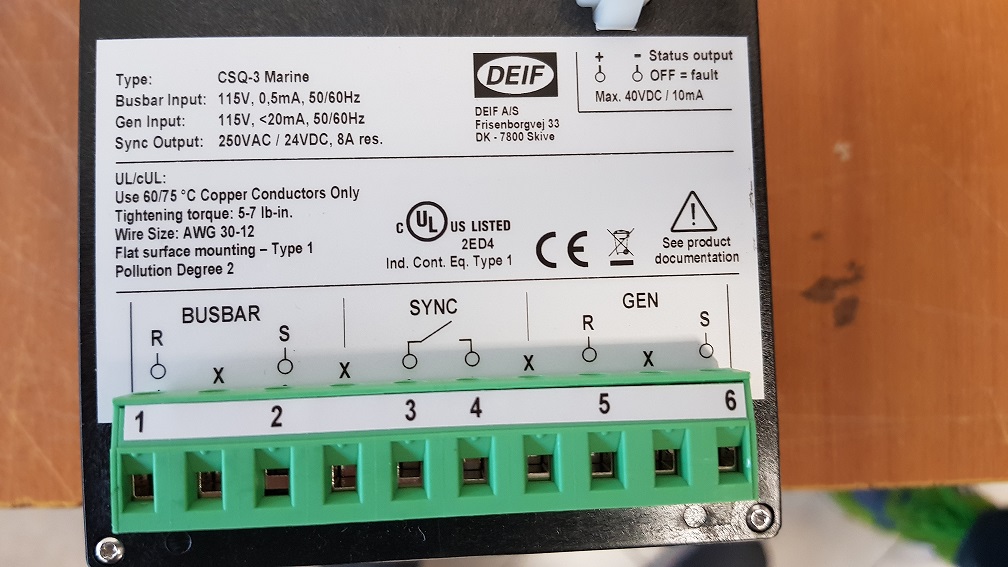 Type: CSQ-3 Marine
Busbar Input: 115V, 0,5mA, 50/60Hz
Gen Input: 115V, <20mA, 50/60Hz
Sync Output: 250VAC / 24VDC, 8A res.
DEIF
DEIF A/S
Frisenborgvej 33
DK - 7800 Skive
+ - Status output
OFF = fault
Max. 40VDC / 10mA
UL/cUL:
Use 60/75 °C Copper Conductors Only
Tightening torque: 5-7 lb-in.
Wire Size: AWG 30-12
Flat surface mounting – Type 1
Pollution Degree 2
C UL US LISTED
2ED4
Ind. Cont. Eq. Type 1
CE
!
See product
documentation
BUSBAR SYNC GEN
R S R S
X X X X
1 2 3 4 5 6